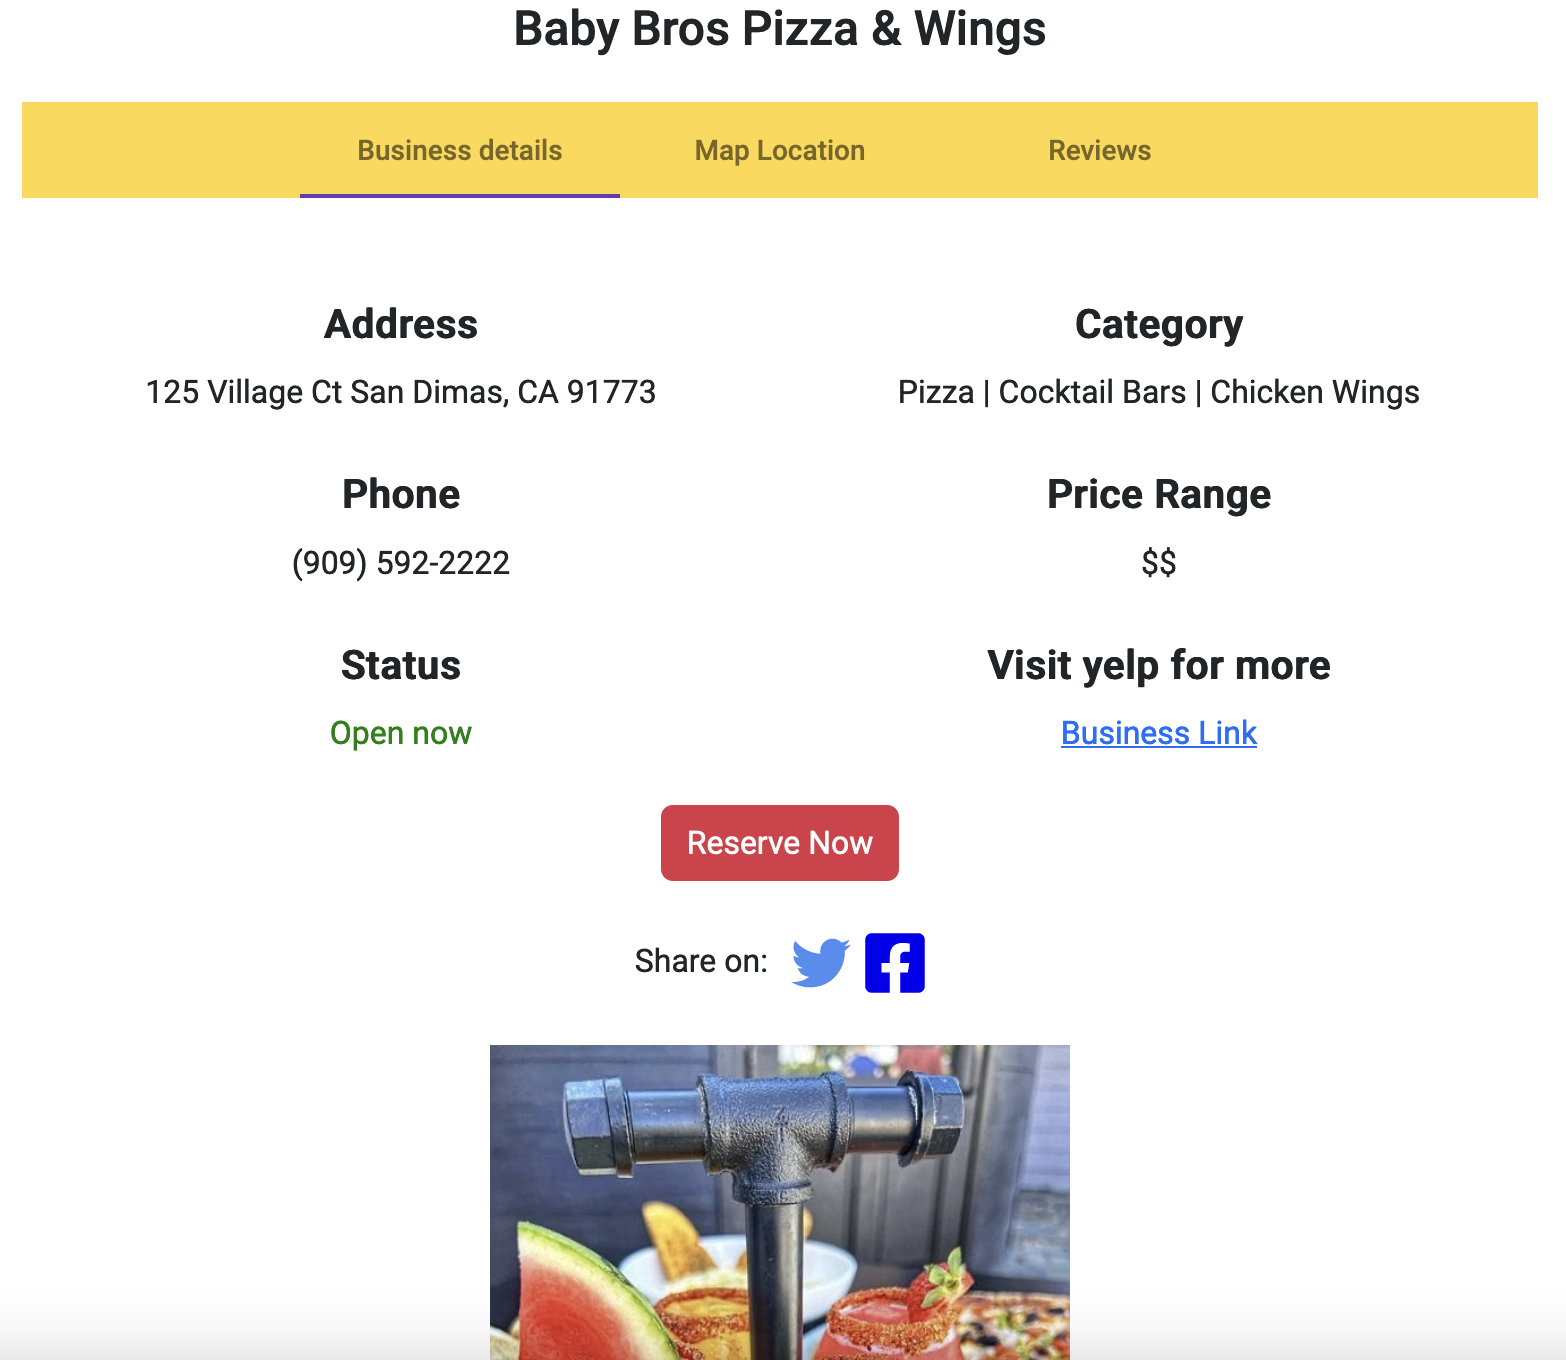 Baby Bros Pizza & Wings
Business details Map Location Reviews
Address
125 Village Ct San Dimas, CA 91773
Category
Pizza | Cocktail Bars | Chicken Wings
Phone
(909) 592-2222
Price Range
$$
Status
Open now
Visit yelp for more
Business Link
Reserve Now
Share on: